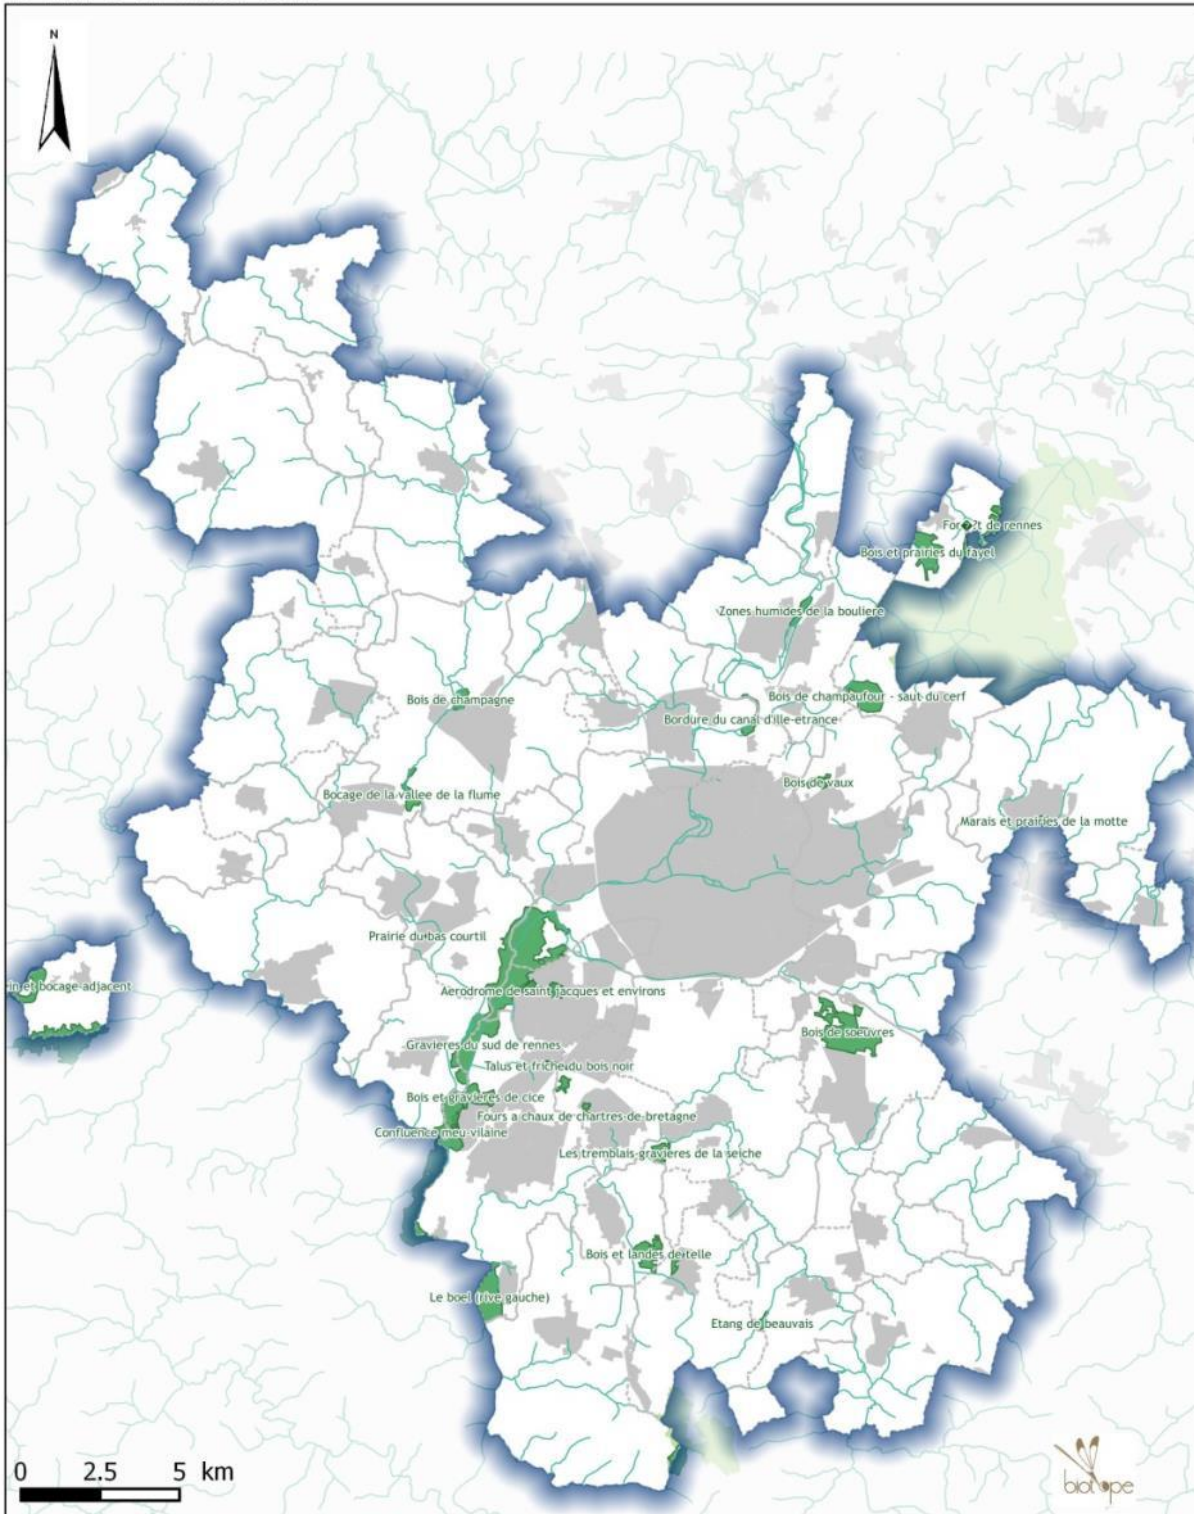 N
For�?t de rennes
Bois et prairies du fayel
Zones humides de la bouliere
Bois de champagne
Bois de champaufour - saut du cerf
Bordure du canal d'ille-et-rance
Bois de vaux
Bocage de la vallee de la flume
Marais et prairies de la motte
Prairie du bas courtil
in et bocage adjacent
Aerodrome de saint jacques et environs
Bois de soeuvres
Gravieres du sud de rennes
Talus et friche du bois noir
Bois et gravieres de cice
Fours a chaux de chartres-de-bretagne
Confluence meu-vilaine
Les tremblais-gravieres de la seiche
Bois et landes de telle
Le boel (rive gauche)
Etang de beauvais
0 2.5 5 km
biotope